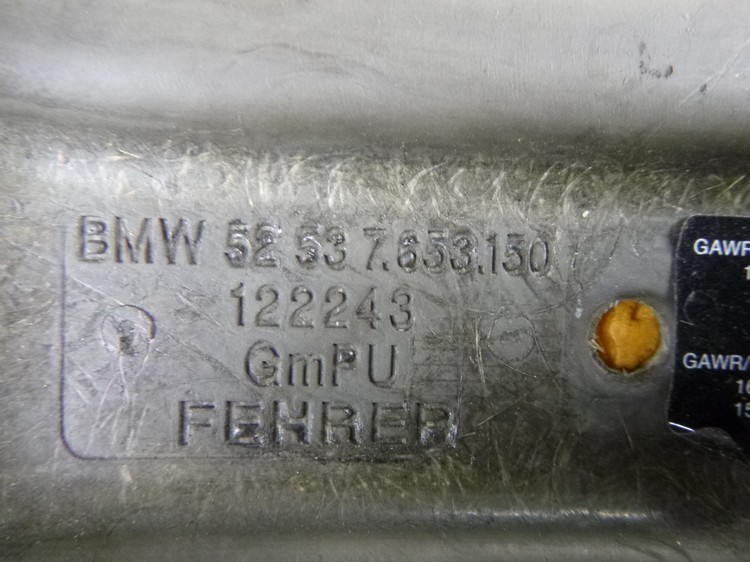 BMW 52 53 7.653.150
122243
GmPU
FEHRER
GAWR
GAWR/